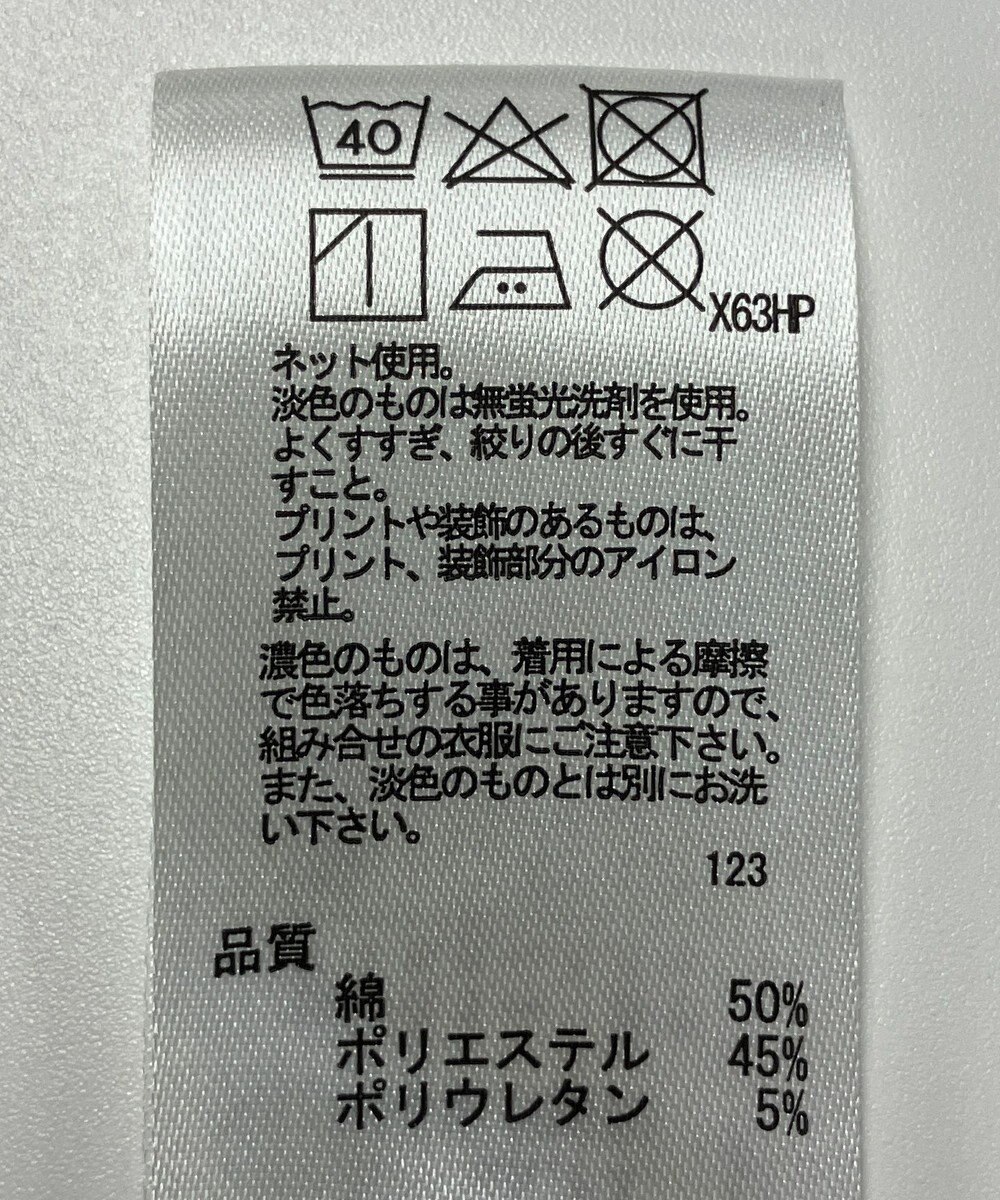 40
X63HP
ネット使用。
淡色のものは無蛍光洗剤を使用。
よくすすぎ、絞りの後すぐに干
すこと。
プリントや装飾のあるものは、
プリント、装飾部分のアイロン
禁止。
濃色のものは、着用による摩擦
で色落ちする事がありますので、
組み合せの衣服にご注意下さい。
また、淡色のものとは別にお洗
い下さい。
123
品質
綿 50%
ポリエステル 45%
ポリウレタン 5%